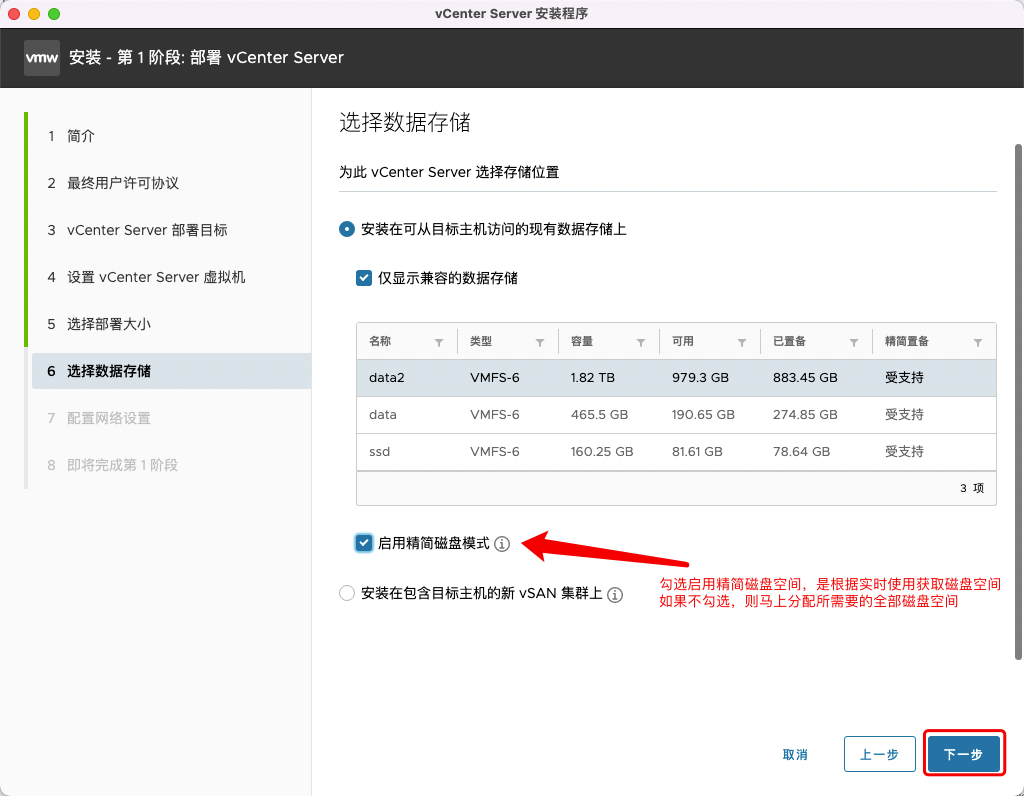 vCenter Server 安装程序
vmw 安装 - 第 1 阶段: 部署 vCenter Server
1 简介
2 最终用户许可协议
3 vCenter Server 部署目标
4 设置 vCenter Server 虚拟机
5 选择部署大小
6 选择数据存储
7 配置网络设置
8 即将完成第 1 阶段
选择数据存储
为此 vCenter Server 选择存储位置
安装在可从目标主机访问的现有数据存储上
仅显示兼容的数据存储
名称 类型 容量 可用 已置备 精简置备
data2 VMFS-6 1.82 TB 979.3 GB 883.45 GB 受支持
data VMFS-6 465.5 GB 190.65 GB 274.85 GB 受支持
ssd VMFS-6 160.25 GB 81.61 GB 78.64 GB 受支持
3 项
启用精简磁盘模式
安装在包含目标主机的新 vSAN 集群上
勾选启用精简磁盘空间，是根据实时使用获取磁盘空间
如果不勾选，则马上分配所需要的全部磁盘空间
取消 上一步 下一步